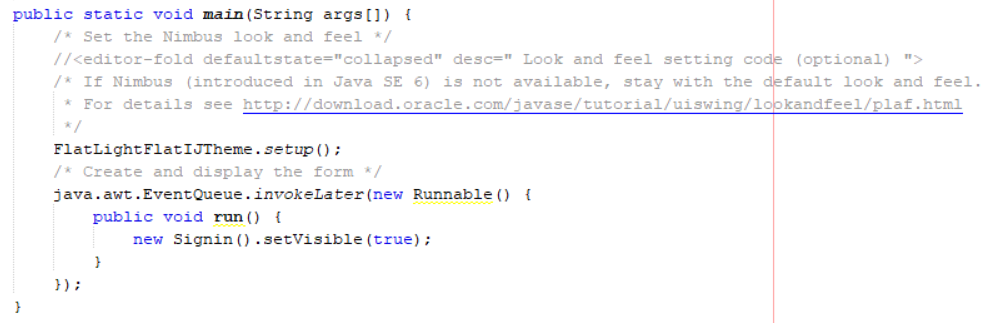 public static void main(String args[]) {
/* Set the Nimbus look and feel */
//<editor-fold defaultstate="collapsed" desc=" Look and feel setting code (optional) ">
/* If Nimbus (introduced in Java SE 6) is not available, stay with the default look and feel.
* For details see http://download.oracle.com/javase/tutorial/uiswing/lookandfeel/plaf.html
*/
FlatLightFlatIJTheme.setup();
/* Create and display the form */
java.awt.EventQueue.invokeLater(new Runnable() {
public void run() {
new Signin().setVisible(true);
}
});
}